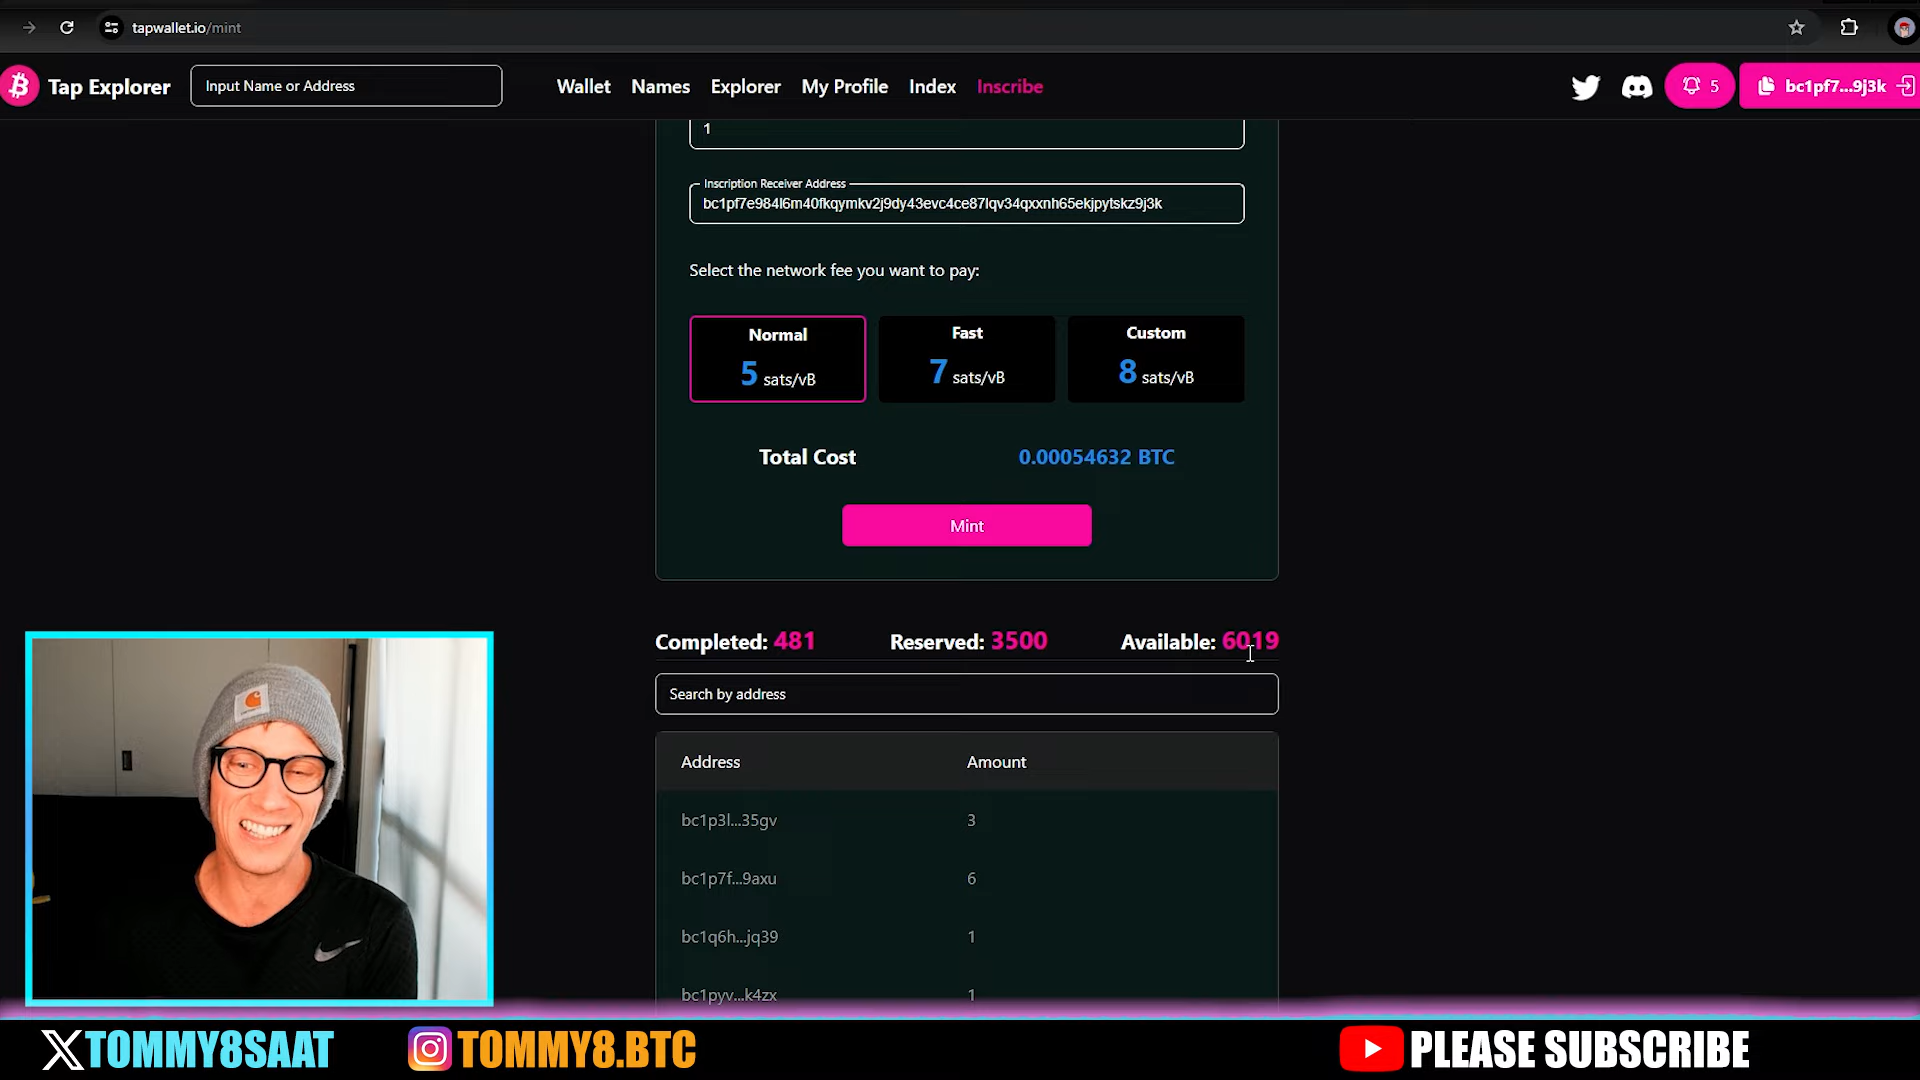 tapwallet.io/mint
Tap Explorer
Input Name or Address
Wallet Names Explorer My Profile Index Inscribe
5
bc1pf7...9j3k
1
Inscription Receiver Address
bc1pf7e984l6m40fkqymkv2j9dy43evc4ce87lqv34qxxnh65ekjpytskz9j3k
Select the network fee you want to pay:
Normal Fast Custom
5 sats/vB 7 sats/vB 8 sats/vB
Total Cost 0.00054632 BTC
Mint
Completed: 481 Reserved: 3500 Available: 6019
Search by address
Address Amount
bc1p3l...35gv 3
bc1p7f...9axu 6
bc1q6h...jq39 1
bc1pyv...k4zx 1
XTOMMY8SAAT TOMMY8.BTC PLEASE SUBSCRIBE